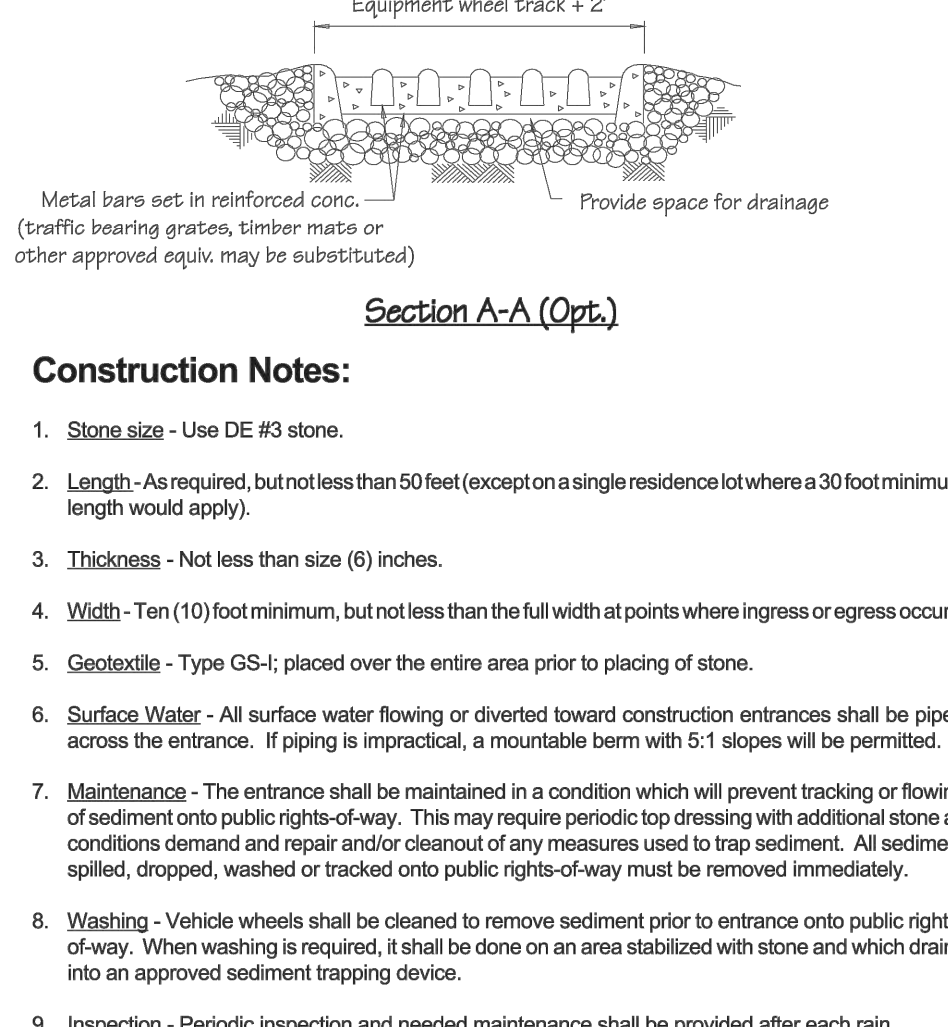 Equipment wheel track + 2'
Metal bars set in reinforced conc.
(traffic bearing grates, timber mats or
other approved equiv. may be substituted)
Provide space for drainage
Section A-A (Opt.)
Construction Notes:
1. Stone size - Use DE #3 stone.
2. Length - As required, but not less than 50 feet (except on a single residence lot where a 30 foot minimu
length would apply).
3. Thickness - Not less than size (6) inches.
4. Width - Ten (10) foot minimum, but not less than the full width at points where ingress or egress occur
5. Geotextile - Type GS-I; placed over the entire area prior to placing of stone.
6. Surface Water - All surface water flowing or diverted toward construction entrances shall be pipe
across the entrance. If piping is impractical, a mountable berm with 5:1 slopes will be permitted.
7. Maintenance - The entrance shall be maintained in a condition which will prevent tracking or flowin
of sediment onto public rights-of-way. This may require periodic top dressing with additional stone a
conditions demand and repair and/or cleanout of any measures used to trap sediment. All sedime
spilled, dropped, washed or tracked onto public rights-of-way must be removed immediately.
8. Washing - Vehicle wheels shall be cleaned to remove sediment prior to entrance onto public right
of-way. When washing is required, it shall be done on an area stabilized with stone and which drain
into an approved sediment trapping device.
9. Inspection - Periodic inspection and needed maintenance shall be provided after each rain.